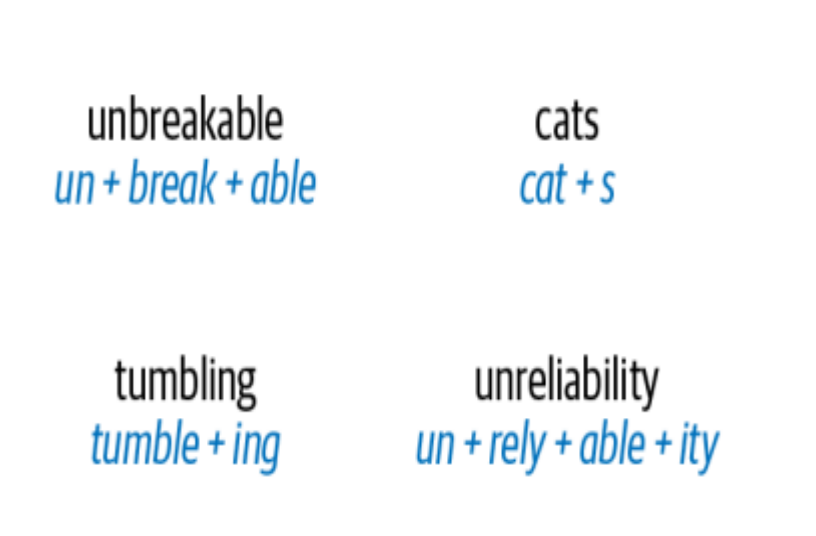 unbreakable
un + break + able
cats
cat + s
tumbling
tumble + ing
unreliability
un + rely + able + ity